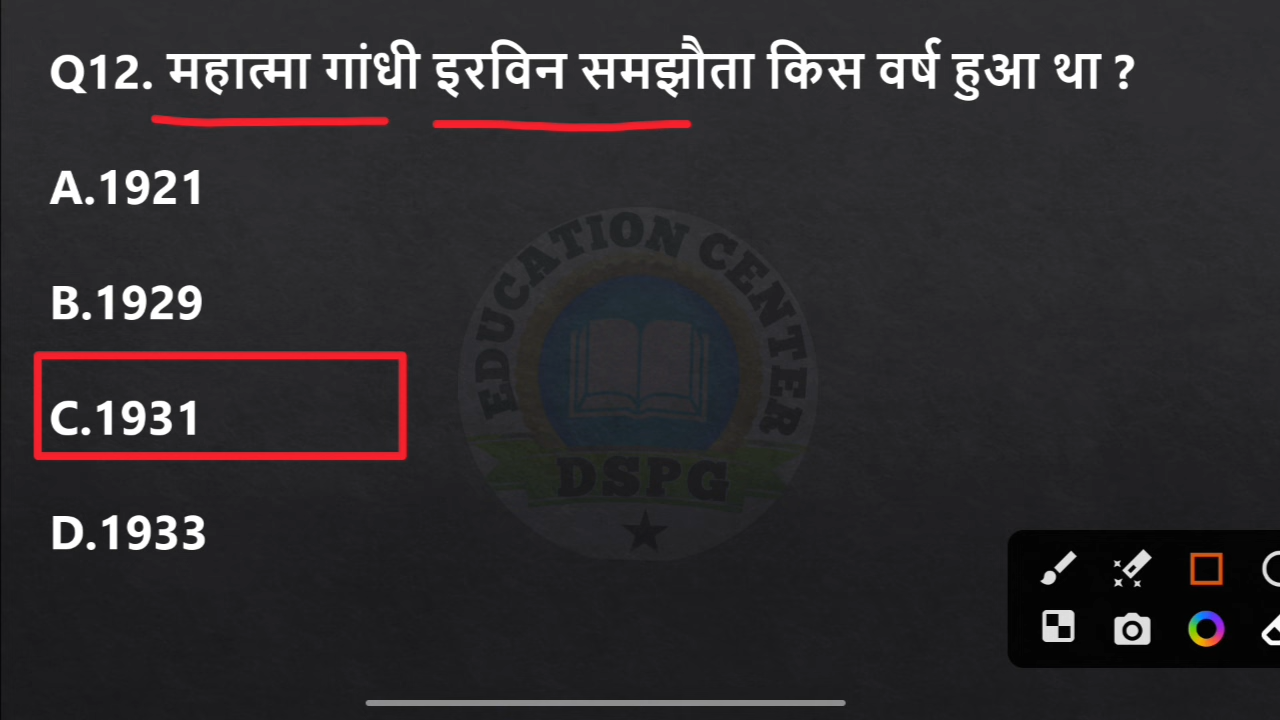 Q12. महात्मा गांधी इरविन समझौता किस वर्ष हुआ था ?
A.1921
B.1929
C.1931
D.1933
EDUCATION CENTER
DSPG